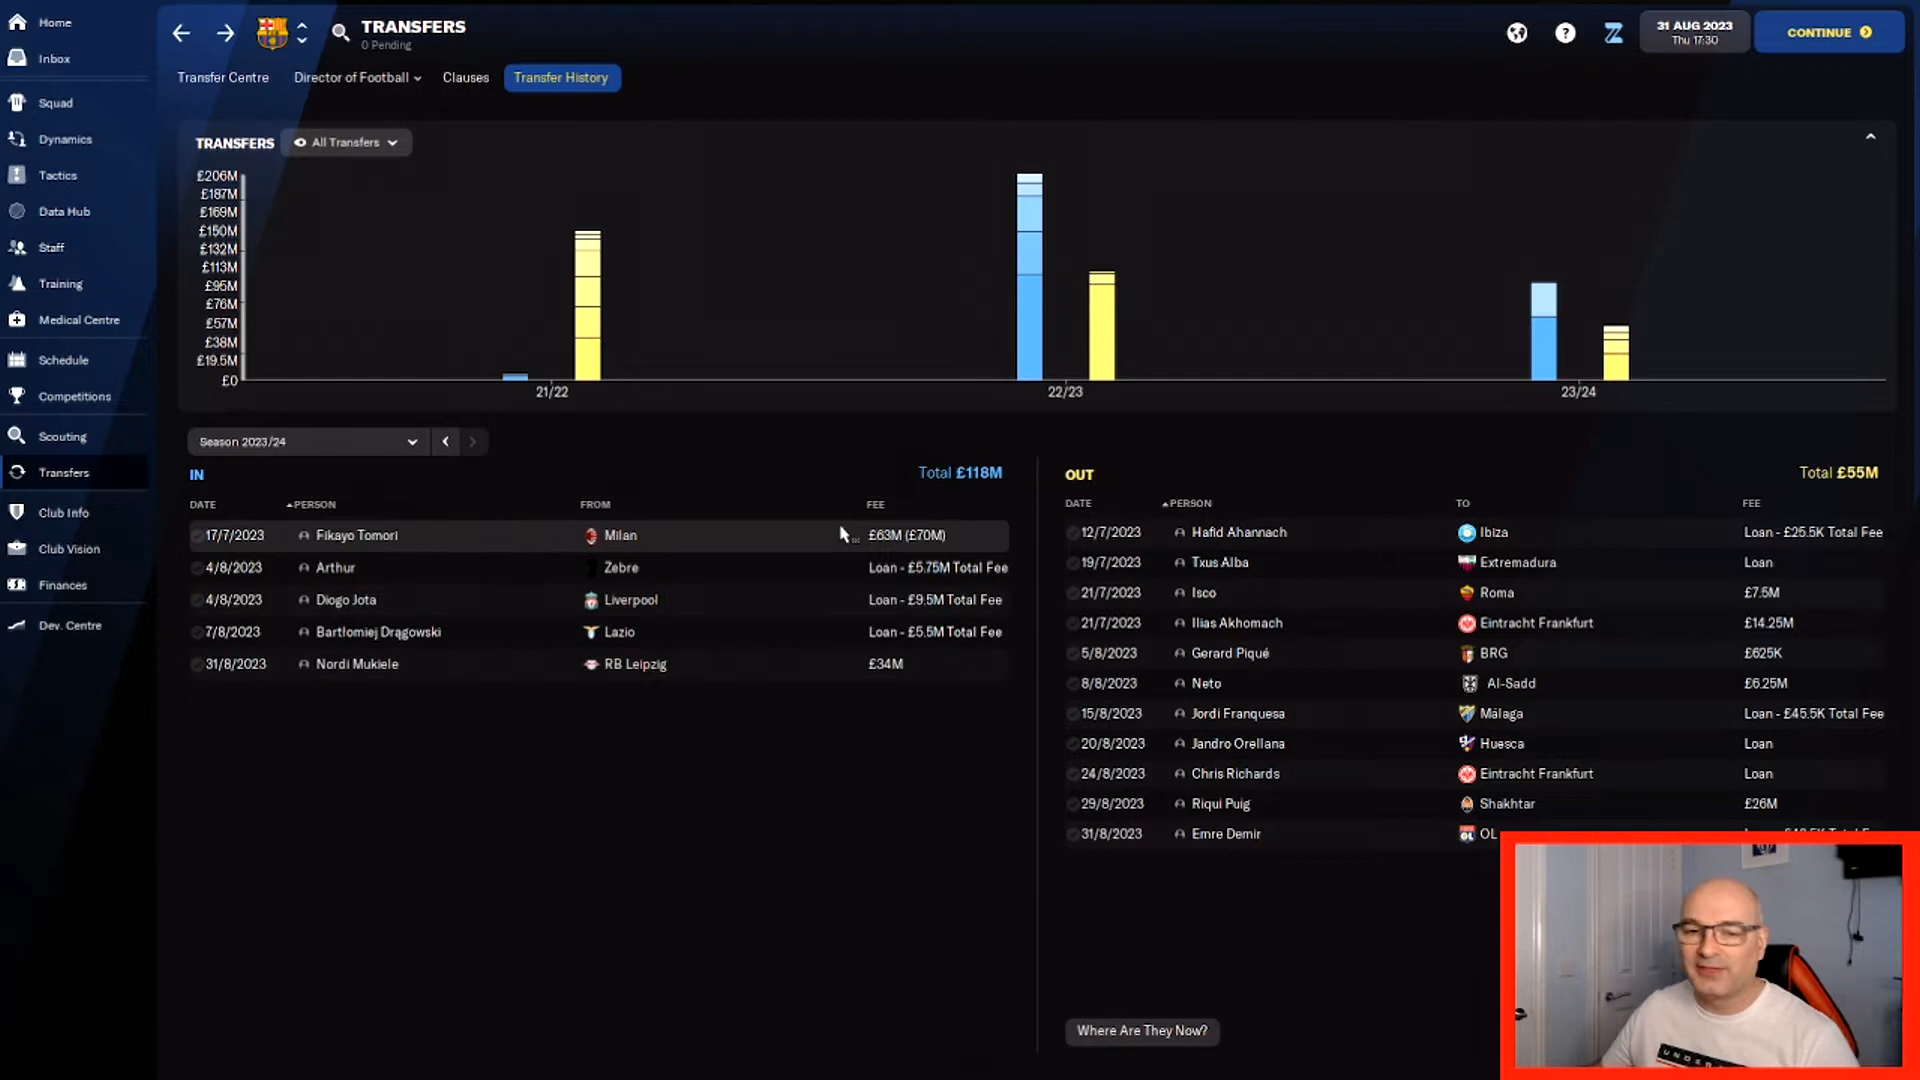 Home
Inbox
Squad
Dynamics
Tactics
Data Hub
Staff
Training
Medical Centre
Schedule
Competitions
Scouting
Transfers
Club Info
Club Vision
Finances
Dev. Centre
TRANSFERS
0 Pending
31 AUG 2023
Thu 17:30
CONTINUE
Transfer Centre Director of Football Clauses Transfer History
TRANSFERS All Transfers
£206M
£187M
£169M
£150M
£132M
£113M
£95M
£76M
£57M
£38M
£19.5M
£0
21/22 22/23 23/24
Season 2023/24
IN Total £118M
DATE PERSON FROM FEE
17/7/2023 Fikayo Tomori Milan £63M (£70M)
4/8/2023 Arthur Zebre Loan - £5.75M Total Fee
4/8/2023 Diogo Jota Liverpool Loan - £9.5M Total Fee
7/8/2023 Bartłomiej Drągowski Lazio Loan - £5.5M Total Fee
31/8/2023 Nordi Mukiele RB Leipzig £34M
OUT Total £55M
DATE PERSON TO FEE
12/7/2023 Hafid Ahannach Ibiza Loan - £25.5K Total Fee
19/7/2023 Txus Alba Extremadura Loan
21/7/2023 Isco Roma £7.5M
21/7/2023 Ilias Akhomach Eintracht Frankfurt £14.25M
5/8/2023 Gerard Piqué BRG £625K
8/8/2023 Neto Al-Sadd £6.25M
15/8/2023 Jordi Franquesa Málaga Loan - £45.5K Total Fee
20/8/2023 Jandro Orellana Huesca Loan
24/8/2023 Chris Richards Eintracht Frankfurt Loan
29/8/2023 Riqui Puig Shakhtar £26M
31/8/2023 Emre Demir OL
Where Are They Now?